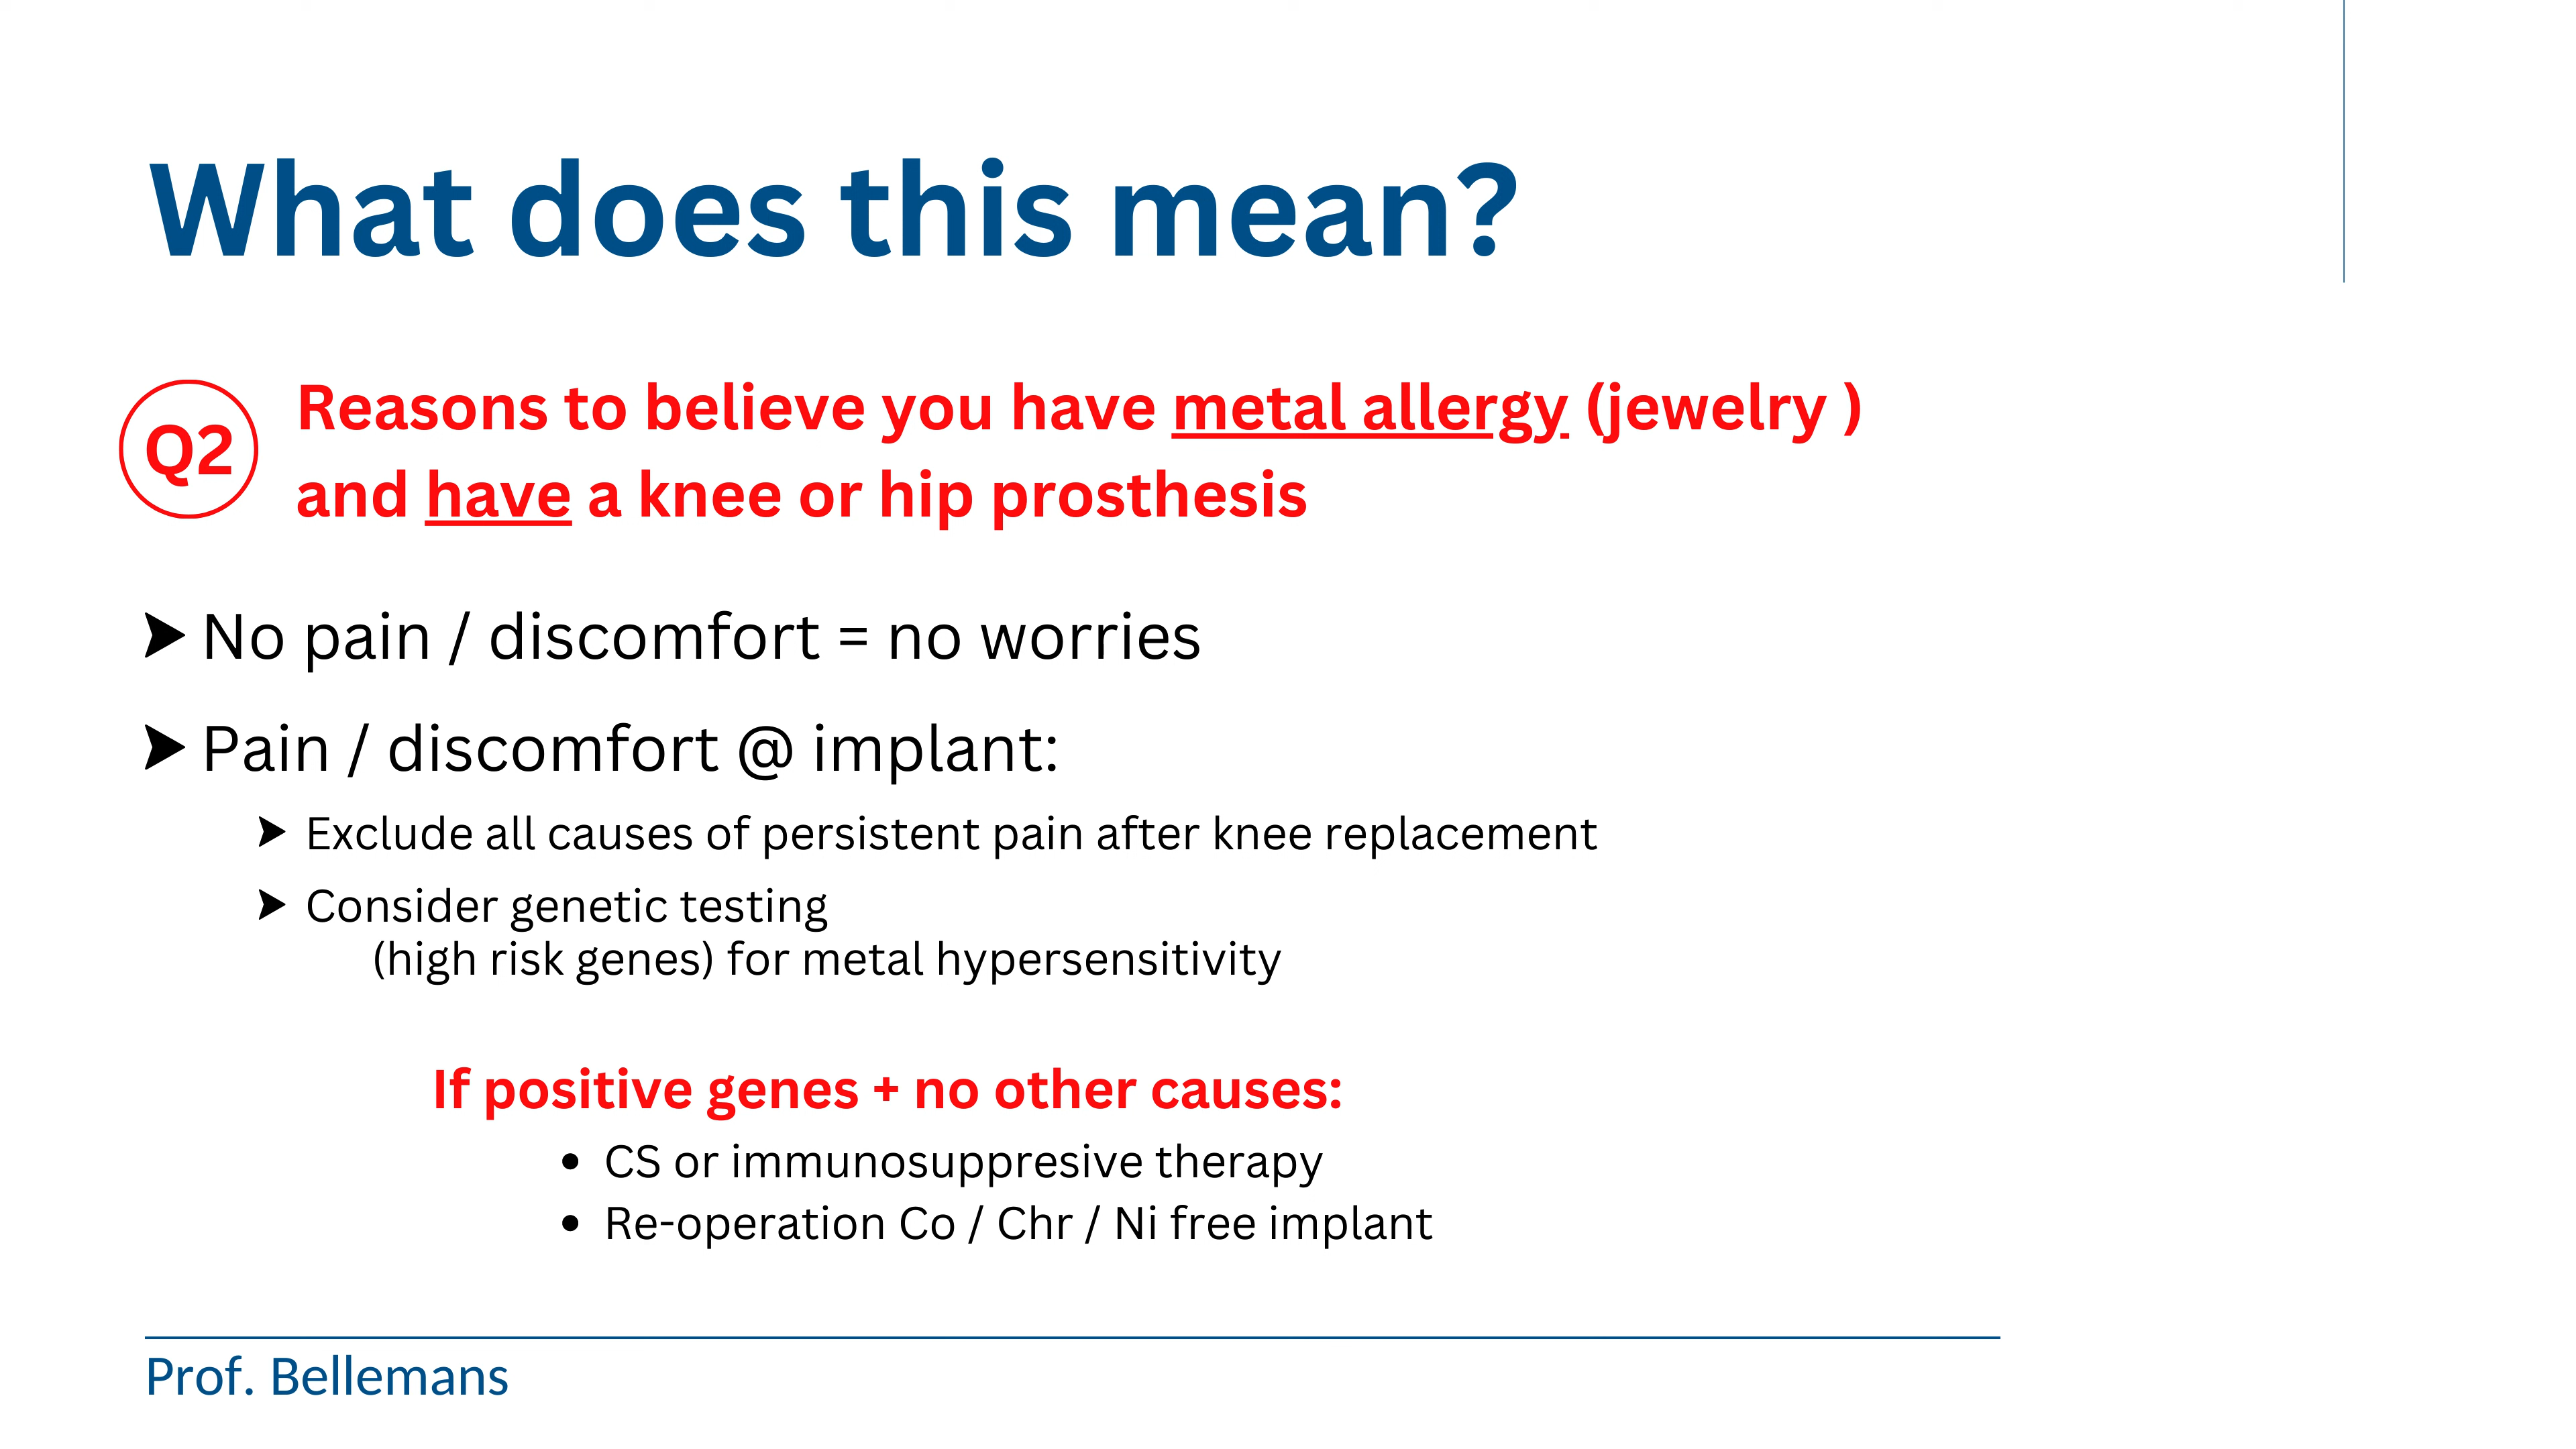 What does this mean?
Q2
Reasons to believe you have metal allergy (jewelry )
and have a knee or hip prosthesis
➤ No pain / discomfort = no worries
➤ Pain / discomfort @ implant:
➤ Exclude all causes of persistent pain after knee replacement
➤ Consider genetic testing
(high risk genes) for metal hypersensitivity
If positive genes + no other causes:
• CS or immunosuppresive therapy
• Re-operation Co / Chr / Ni free implant
Prof. Bellemans